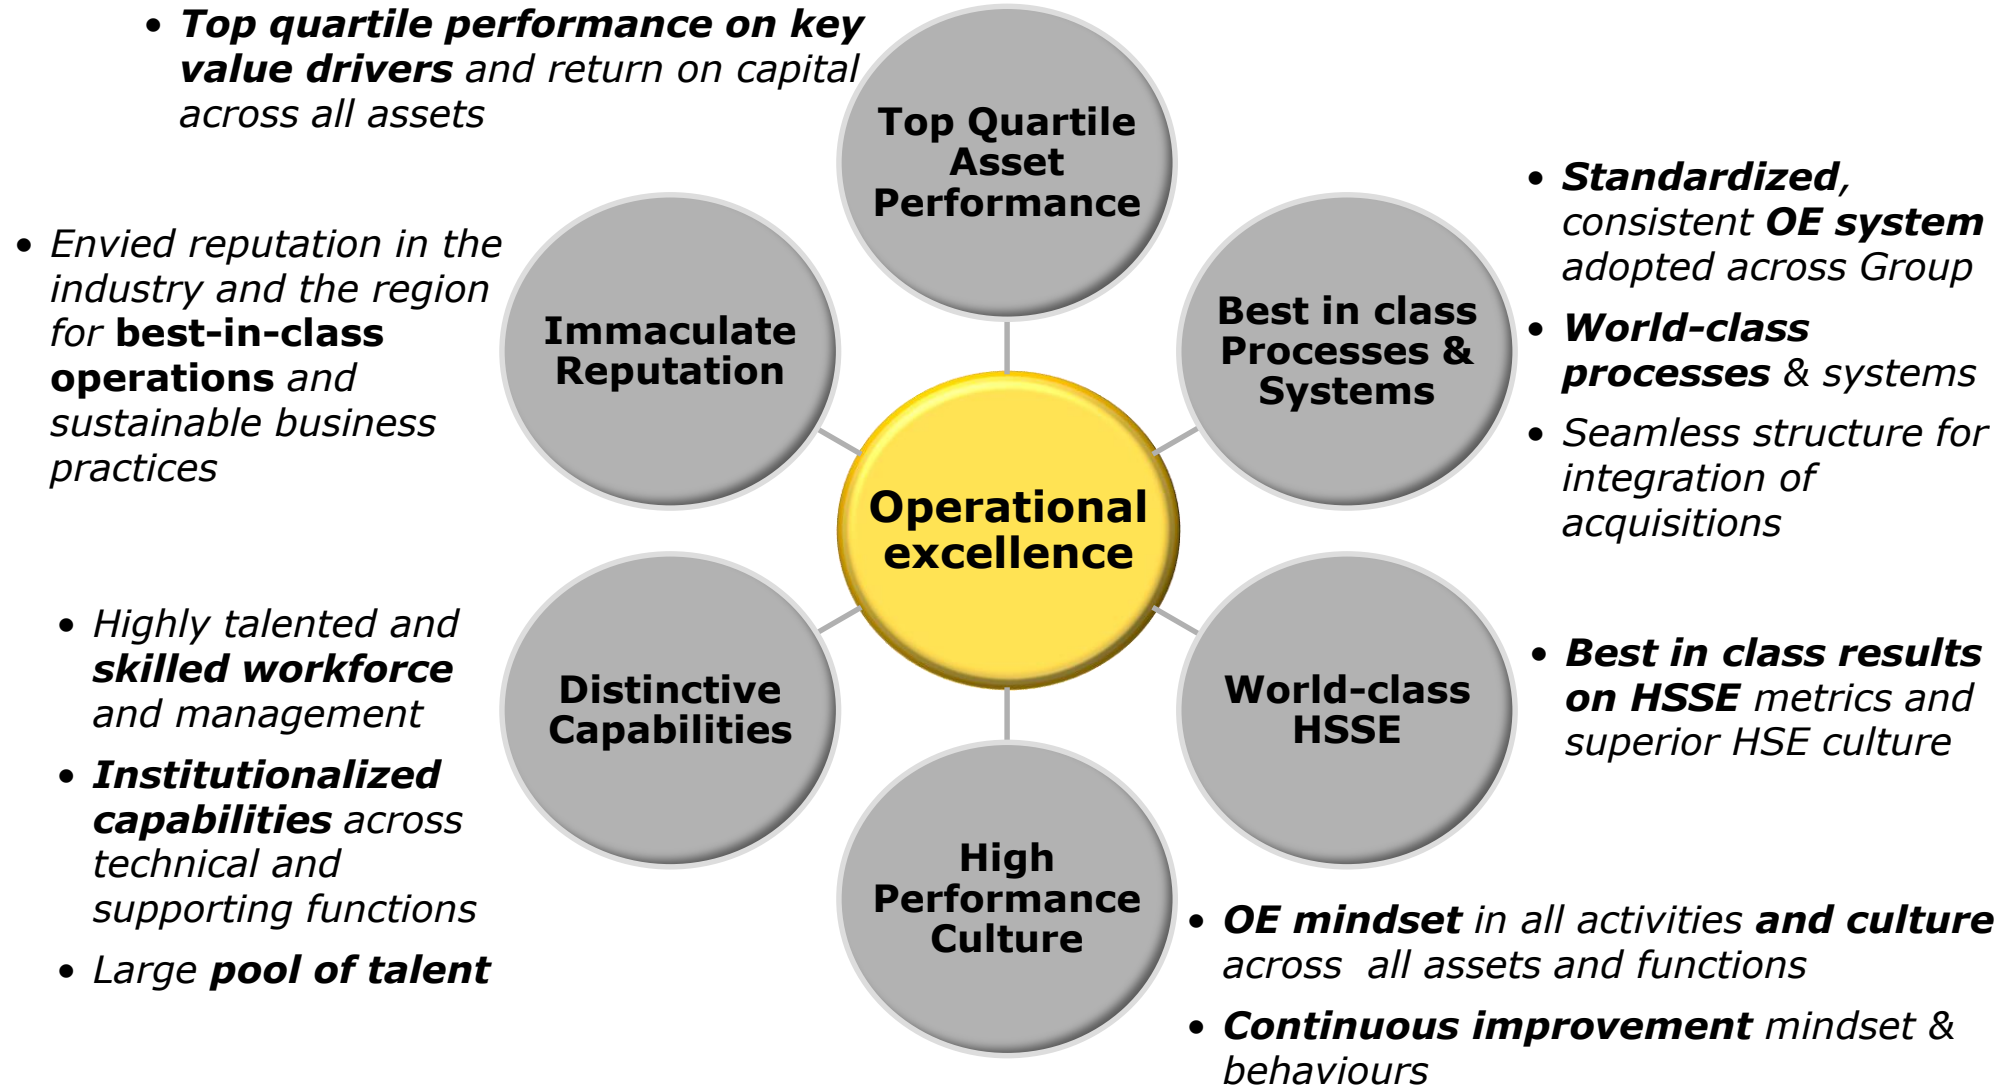 • Top quartile performance on key
value drivers and return on capital
across all assets
Top Quartile
Asset
Performance
• Standardized,
consistent OE system
adopted across Group
• World-class
processes & systems
• Seamless structure for
integration of
acquisitions
Best in class
Processes &
Systems
• Envied reputation in the
industry and the region
for best-in-class
operations and
sustainable business
practices
Immaculate
Reputation
Operational
excellence
• Highly talented and
skilled workforce
and management
• Institutionalized
capabilities across
technical and
supporting functions
• Large pool of talent
Distinctive
Capabilities
World-class
HSSE
• Best in class results
on HSSE metrics and
superior HSE culture
High
Performance
Culture
• OE mindset in all activities and culture
across  all assets and functions
• Continuous improvement mindset &
behaviours